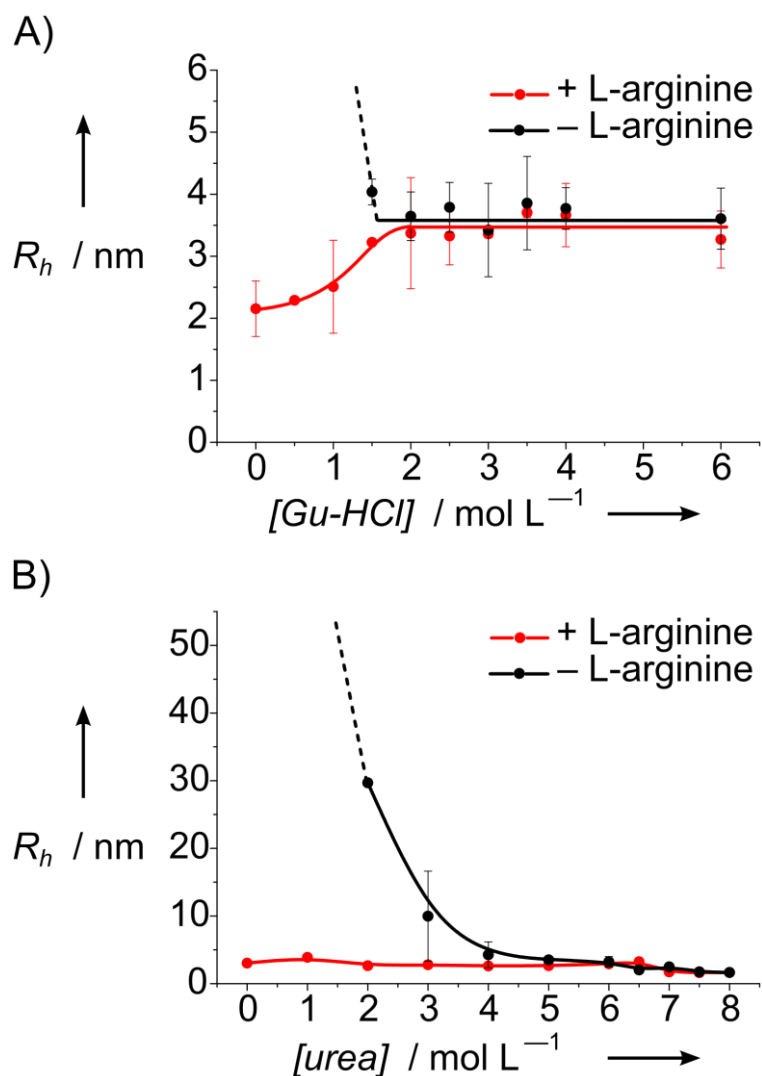 A)
6
5
4
3
2
1
0
R_h / nm
+ L-arginine
– L-arginine
0 1 2 3 4 5 6
[Gu-HCl] / mol L⁻¹
B)
50
40
30
20
10
0
R_h / nm
+ L-arginine
– L-arginine
0 1 2 3 4 5 6 7 8
[urea] / mol L⁻¹